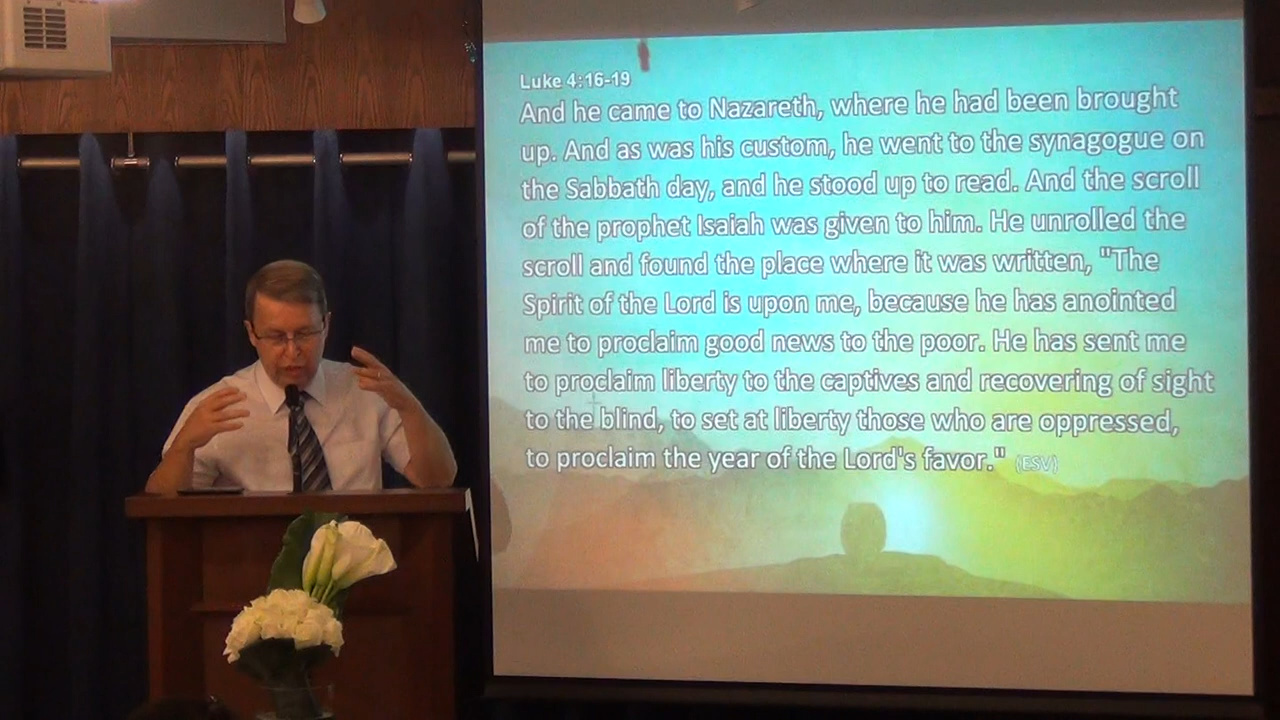 Luke 4:16-19
And he came to Nazareth, where he had been brought
up. And as was his custom, he went to the synagogue on
the Sabbath day, and he stood up to read. And the scroll
of the prophet Isaiah was given to him. He unrolled the
scroll and found the place where it was written, "The
Spirit of the Lord is upon me, because he has anointed
me to proclaim good news to the poor. He has sent me
to proclaim liberty to the captives and recovering of sight
to the blind, to set at liberty those who are oppressed,
to proclaim the year of the Lord's favor." (ESV)